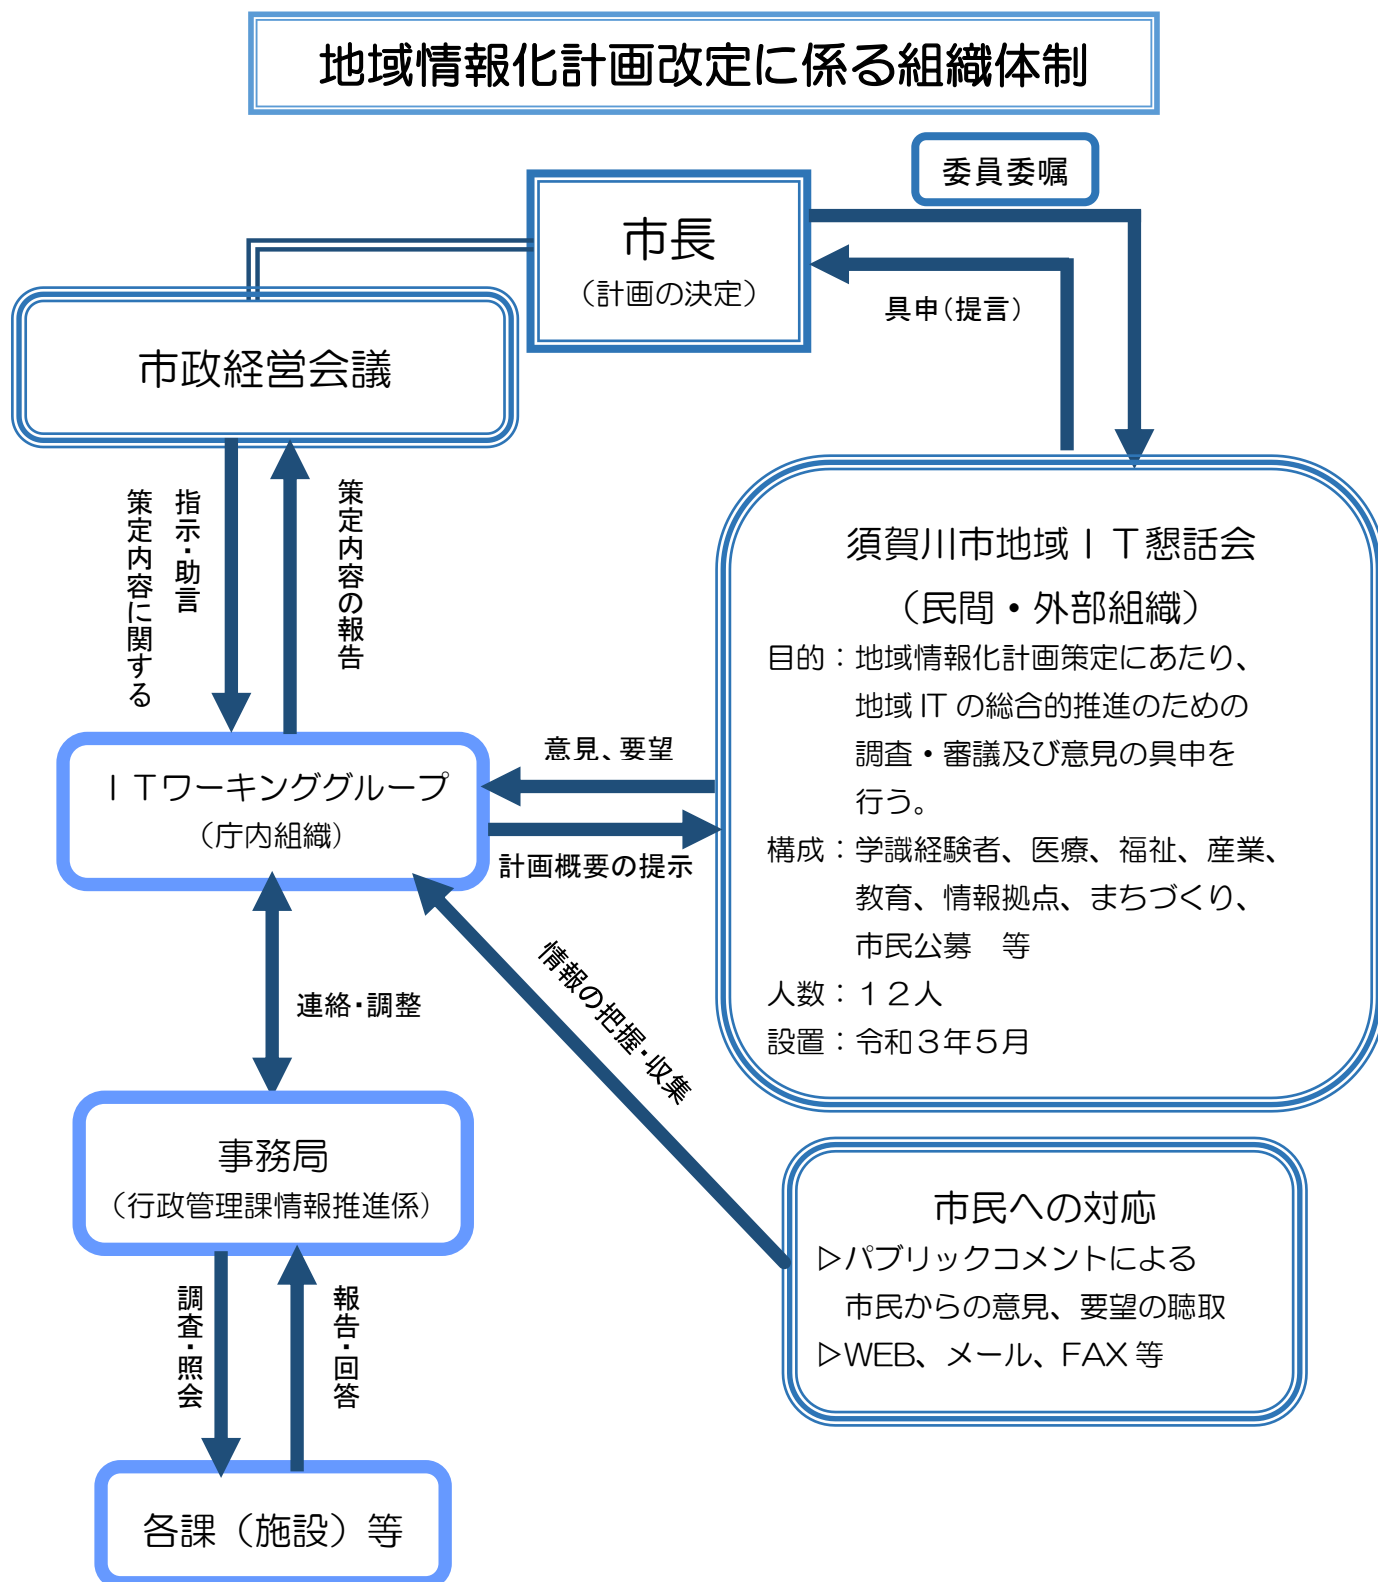 地域情報化計画改定に係る組織体制
委員委嘱
市長
（計画の決定）
具申（提言）
市政経営会議
策定内容に関する
指示・助言
策定内容の報告
須賀川市地域ＩＴ懇話会
（民間・外部組織）
目的：地域情報化計画策定にあたり、
地域 IT の総合的推進のための
調査・審議及び意見の具申を
行う。
構成：学識経験者、医療、福祉、産業、
教育、情報拠点、まちづくり、
市民公募　等
人数：１２人
設置：令和３年５月
意見、要望
計画概要の提示
ＩＴワーキンググループ
（庁内組織）
情報の把握・収集
連絡・調整
事務局
（行政管理課情報推進係）
市民への対応
▷パブリックコメントによる
市民からの意見、要望の聴取
▷WEB、メール、FAX 等
調査・照会
報告・回答
各課（施設）等